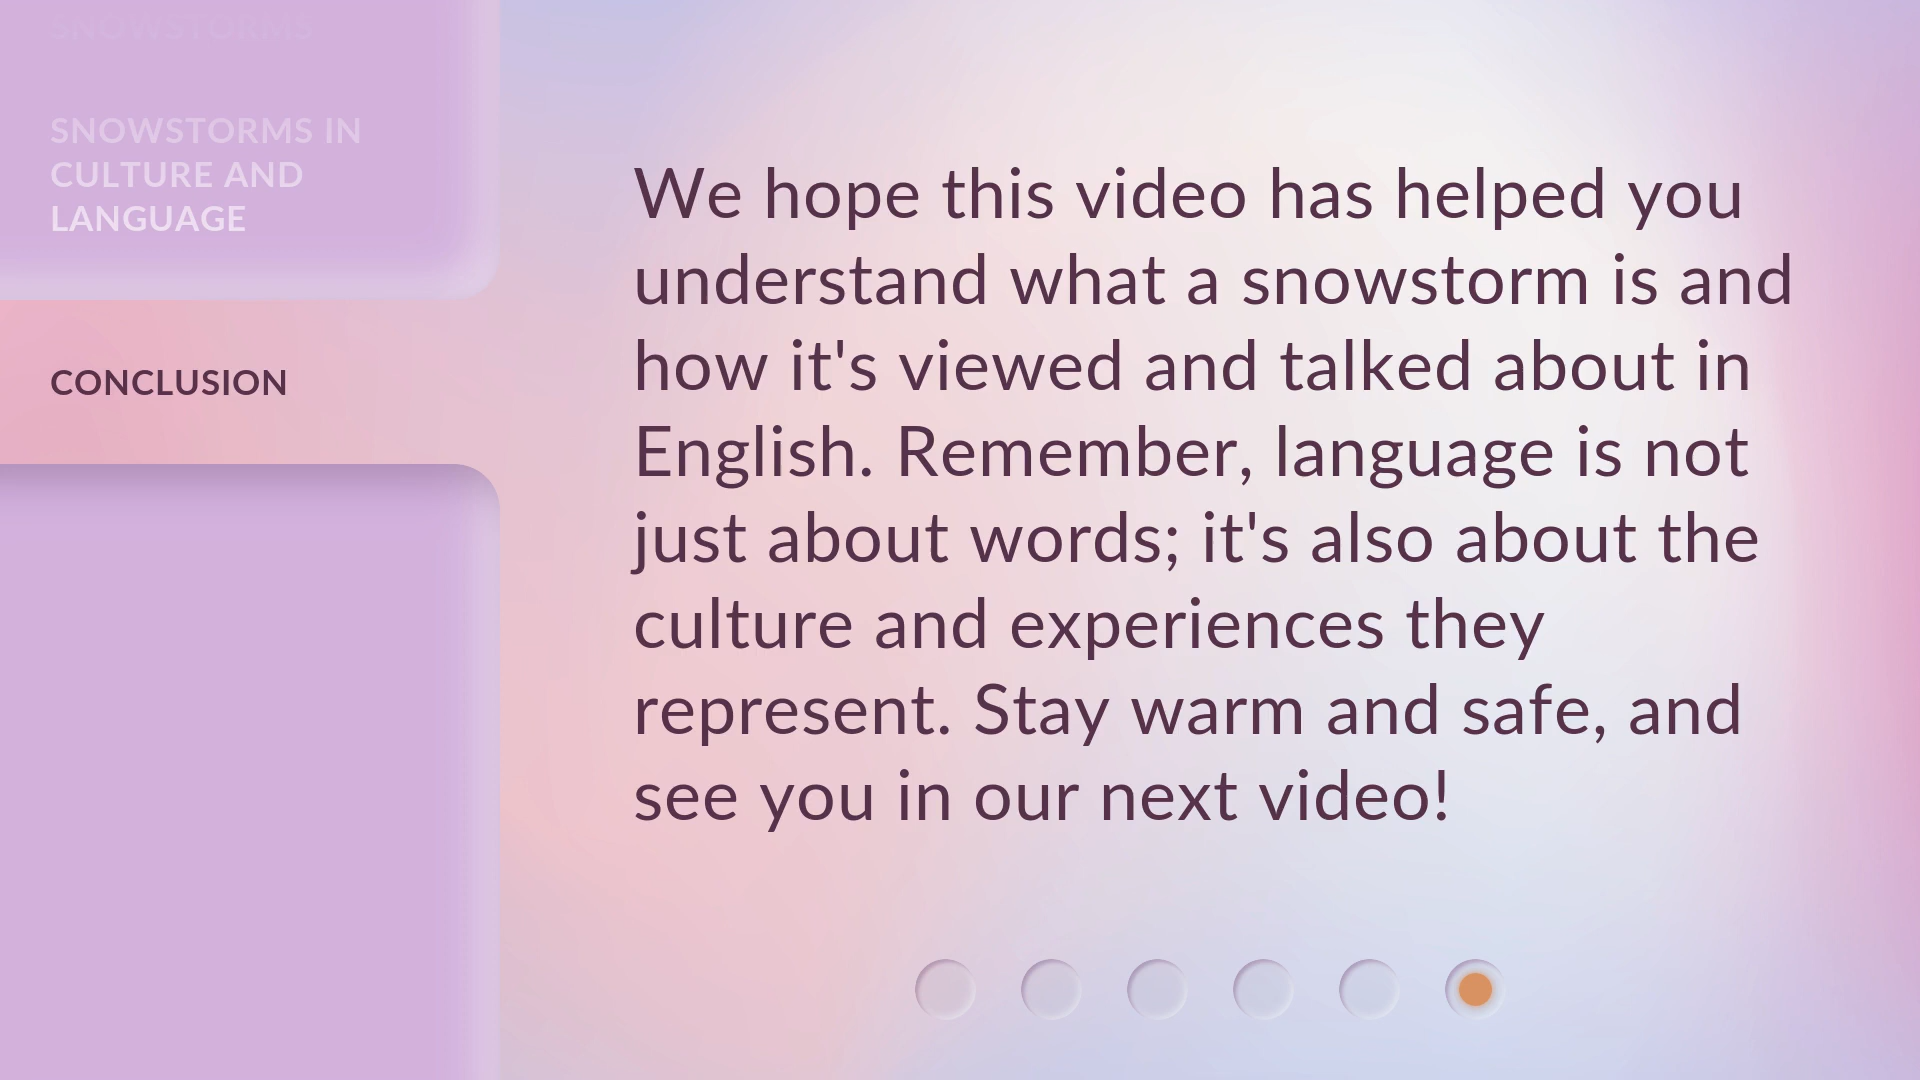 SNOWSTORMS
SNOWSTORMS IN
CULTURE AND
LANGUAGE
CONCLUSION
We hope this video has helped you
understand what a snowstorm is and
how it's viewed and talked about in
English. Remember, language is not
just about words; it's also about the
culture and experiences they
represent. Stay warm and safe, and
see you in our next video!